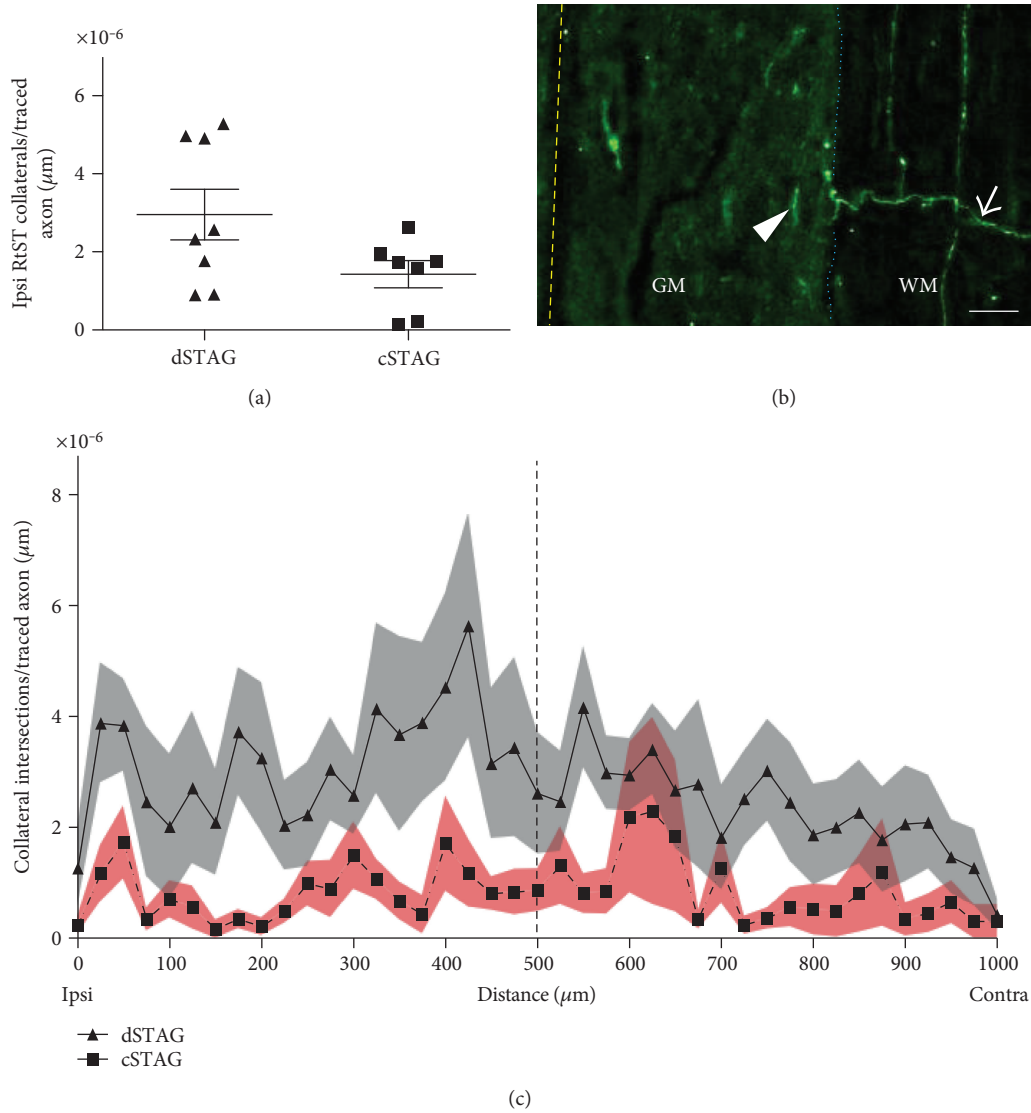 ×10⁻⁶
6
4
2
0
Ipsi RtST collaterals/traced
axon (μm)
dSTAG
cSTAG
(a)
GM
WM
(b)
×10⁻⁶
8
6
4
2
0
Collateral intersections/traced axon (μm)
0
100
200
300
400
500
600
700
800
900
1000
Ipsi
Distance (μm)
Contra
dSTAG
cSTAG
(c)